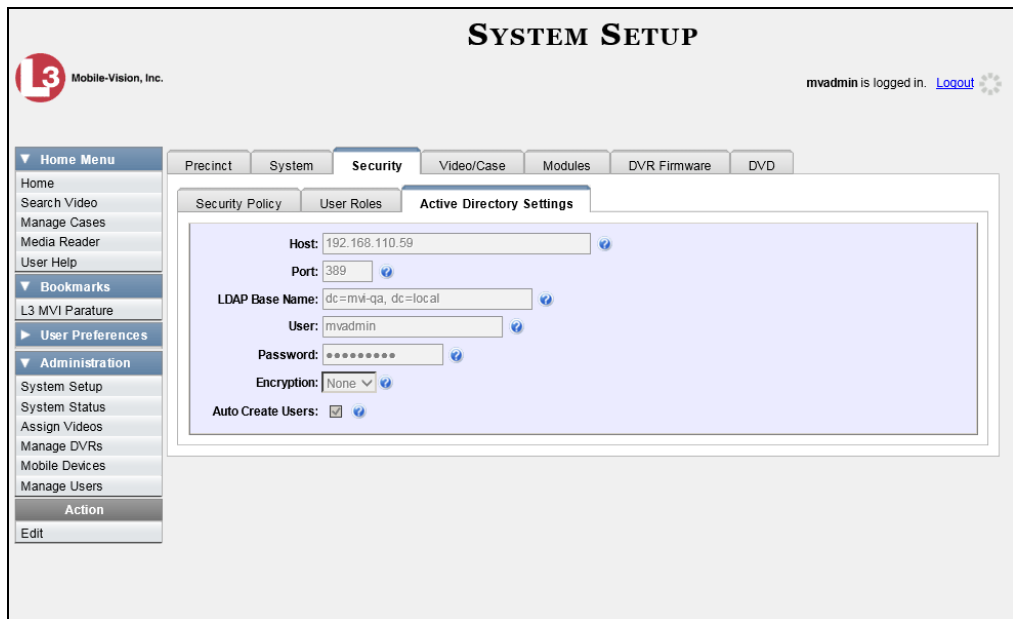 SYSTEM SETUP
L3
Mobile-Vision, Inc.
mvadmin is logged in. Logout
▼ Home Menu
Home
Search Video
Manage Cases
Media Reader
User Help
▼ Bookmarks
L3 MVI Parature
► User Preferences
▼ Administration
System Setup
System Status
Assign Videos
Manage DVRs
Mobile Devices
Manage Users
Action
Edit
Precinct System Security Video/Case Modules DVR Firmware DVD
Security Policy User Roles Active Directory Settings
Host: 192.168.110.59 ?
Port: 389 ?
LDAP Base Name: dc=mvi-qa, dc=local ?
User: mvadmin ?
Password: ●●●●●●●●● ?
Encryption: None ?
Auto Create Users: ?